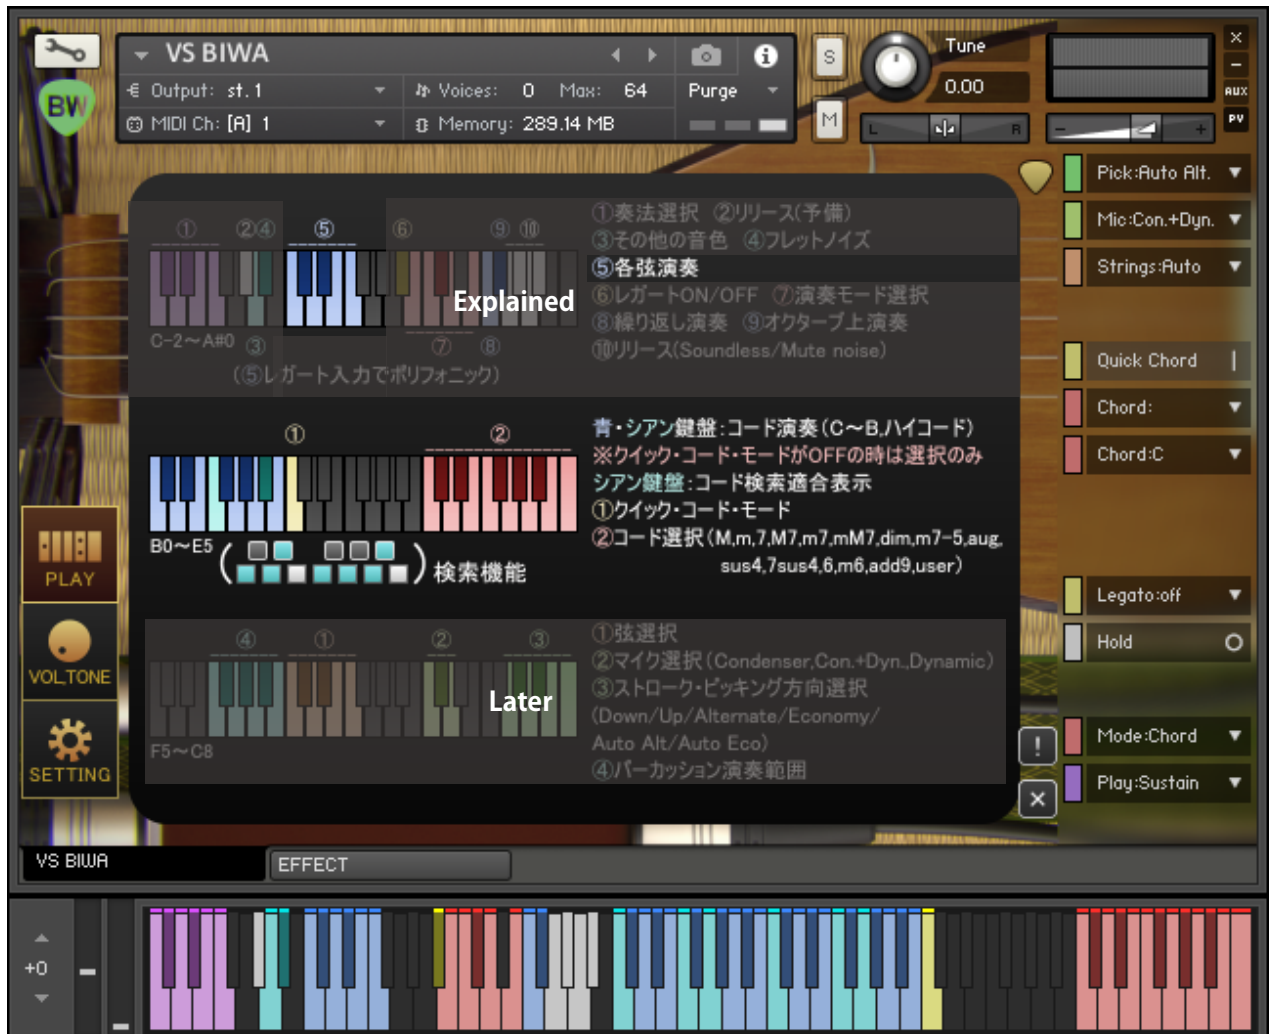 VS BIWA
Output: st.1
Voices: 0 Max: 64
Purge
MIDI Ch: [A] 1
Memory: 289.14 MB
S
M
Tune
0.00
L
R
AUX
PV
BW
Pick:Auto Alt.
Mic:Con.+Dyn.
Strings:Auto
Quick Chord
Chord:
Chord:C
Legato:off
Hold
Mode:Chord
Play:Sustain
① ②④ ⑤ ⑥ ⑨ ⑩
C-2～A#0 ③ ⑦ ⑧
(⑤レガート入力でポリフォニック)
Explained
①奏法選択 ②リリース(予備)
③その他の音色 ④フレットノイズ
⑤各弦演奏
⑥レガートON/OFF ⑦演奏モード選択
⑧繰り返し演奏 ⑨オクターブ上演奏
⑩リリース(Soundless/Mute noise)
① ②
B0～E5
( ) 検索機能
青・シアン鍵盤:コード演奏(C～B,ハイコード)
※クイック・コード・モードがOFFの時は選択のみ
シアン鍵盤:コード検索適合表示
①クイック・コード・モード
②コード選択(M,m,7,M7,m7,mM7,dim,m7-5,aug,
sus4,7sus4,6,m6,add9,user)
④ ① ② ③
F5～C8
Later
①弦選択
②マイク選択(Condenser,Con.+Dyn.,Dynamic)
③ストローク・ピッキング方向選択
(Down/Up/Alternate/Economy/
Auto Alt/Auto Eco)
④パーカッション演奏範囲
PLAY
VOL,TONE
SETTING
VS BIWA
EFFECT
+0